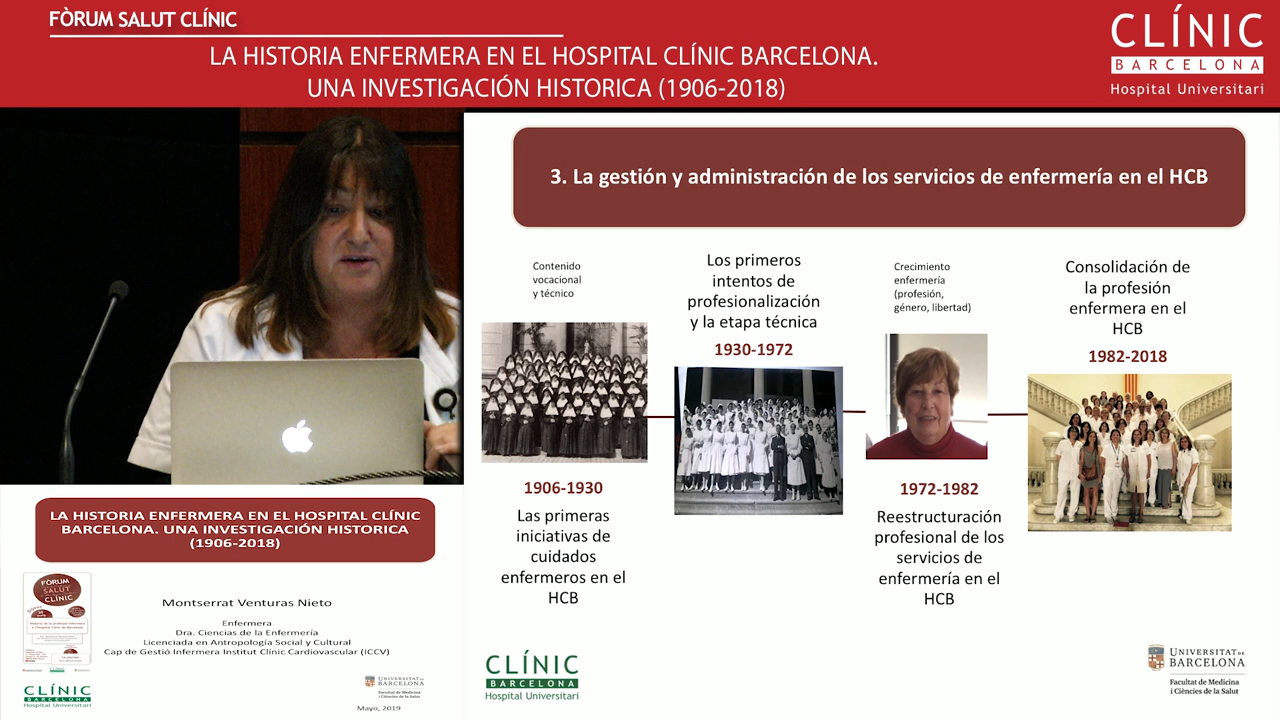 FÒRUM SALUT CLÍNIC
LA HISTORIA ENFERMERA EN EL HOSPITAL CLÍNIC BARCELONA.
UNA INVESTIGACIÓN HISTORICA (1906-2018)
CLÍNIC
BARCELONA
Hospital Universitari
3. La gestión y administración de los servicios de enfermería en el HCB
Contenido
vocacional
y técnico
1906-1930
Las primeras
iniciativas de
cuidados
enfermeros en el
HCB
Los primeros
intentos de
profesionalización
y la etapa técnica
1930-1972
Crecimiento
enfermería
(profesión,
género, libertad)
1972-1982
Reestructuración
profesional de los
servicios de
enfermería en el
HCB
Consolidación de
la profesión
enfermera en el
HCB
1982-2018
CLÍNIC
BARCELONA
Hospital Universitari
UNIVERSITAT DE
BARCELONA
Facultat de Medicina
i Ciències de la Salut
LA HISTORIA ENFERMERA EN EL HOSPITAL CLÍNIC
BARCELONA. UNA INVESTIGACIÓN HISTORICA
(1906-2018)
FÒRUM
SALUT
CLÍNIC
Montserrat Venturas Nieto
Enfermera
Dra. Ciencias de la Enfermería
Licenciada en Antropología Social y Cultural
Cap de Gestió Infermera Institut Clínic Cardiovascular (ICCV)
CLÍNIC
BARCELONA
Hospital Universitari
UNIVERSITAT DE
BARCELONA
Facultat de Medicina
i Ciències de la Salut
Mayo, 2019